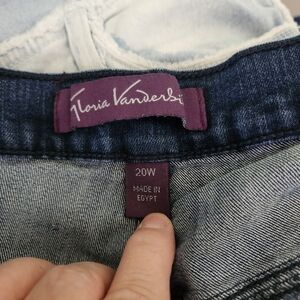 Gloria Vanderbi
20W
MADE IN
EGYPT